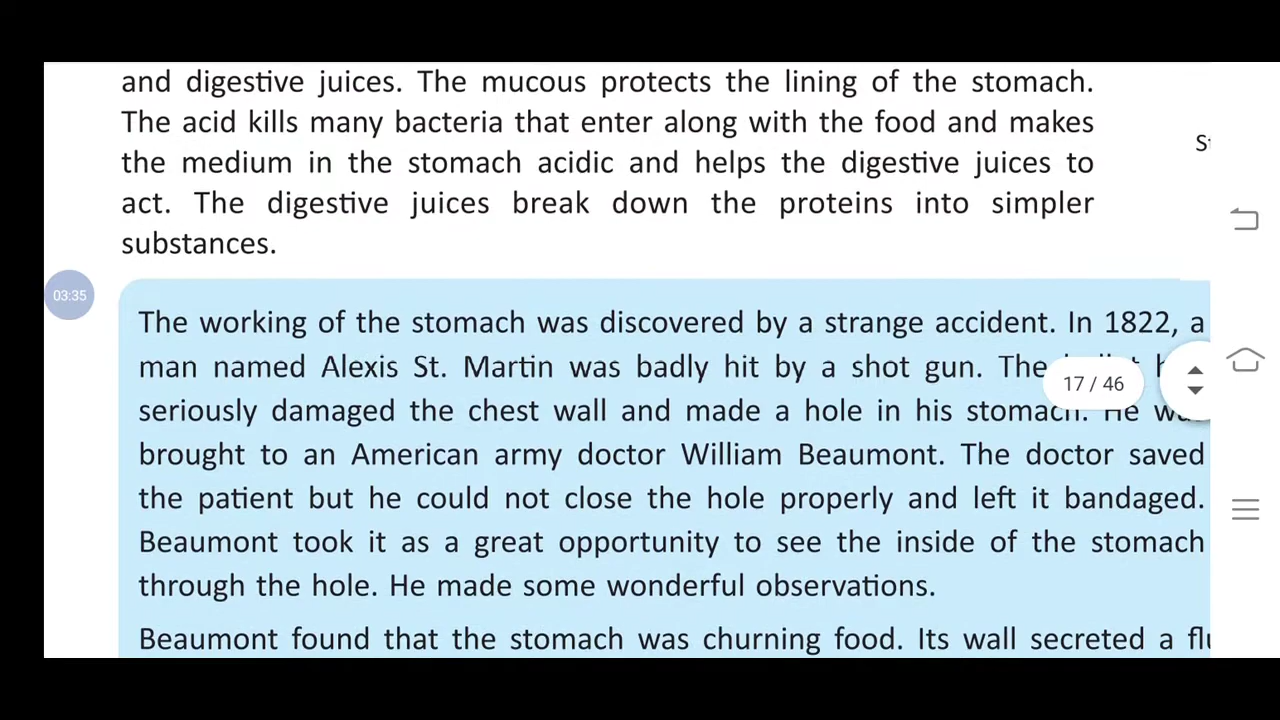 and digestive juices. The mucous protects the lining of the stomach.
The acid kills many bacteria that enter along with the food and makes
the medium in the stomach acidic and helps the digestive juices to
act. The digestive juices break down the proteins into simpler
substances.
03:35
The working of the stomach was discovered by a strange accident. In 1822, a
man named Alexis St. Martin was badly hit by a shot gun. The
17 / 46
seriously damaged the chest wall and made a hole in his stomach. He
brought to an American army doctor William Beaumont. The doctor saved
the patient but he could not close the hole properly and left it bandaged.
Beaumont took it as a great opportunity to see the inside of the stomach
through the hole. He made some wonderful observations.
Beaumont found that the stomach was churning food. Its wall secreted a